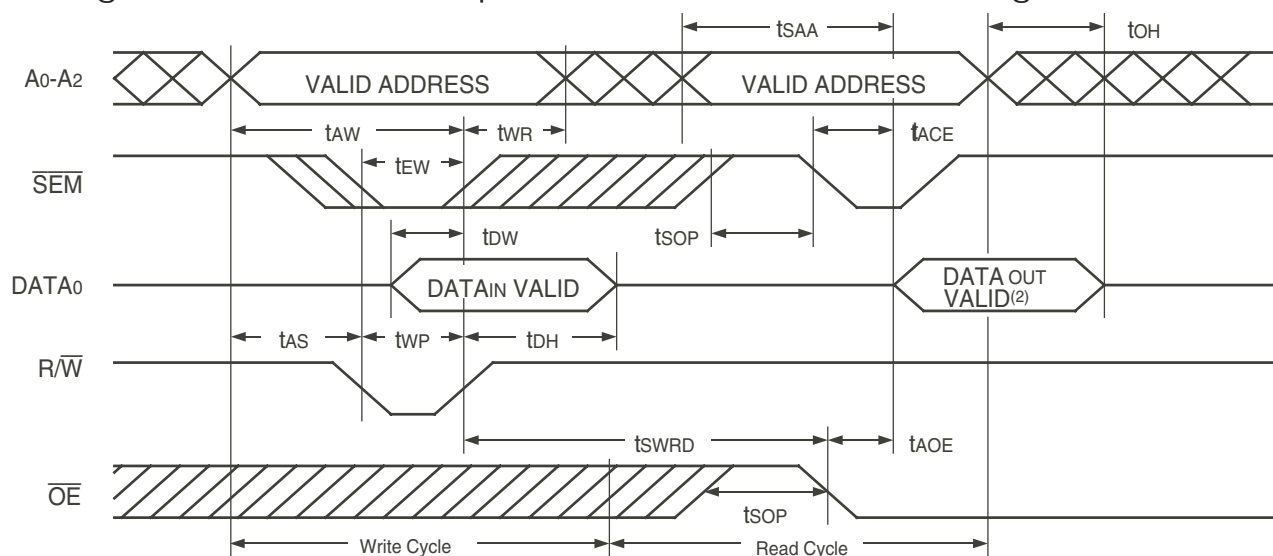 tSAA
tOH
A0-A2
VALID ADDRESS
VALID ADDRESS
tAW
tWR
tACE
tEW
SEM
tDW
tSOP
DATA0
DATAIN VALID
DATA OUT
VALID(2)
tAS
tWP
tDH
R/W
tSWRD
tAOE
OE
tSOP
Write Cycle
Read Cycle